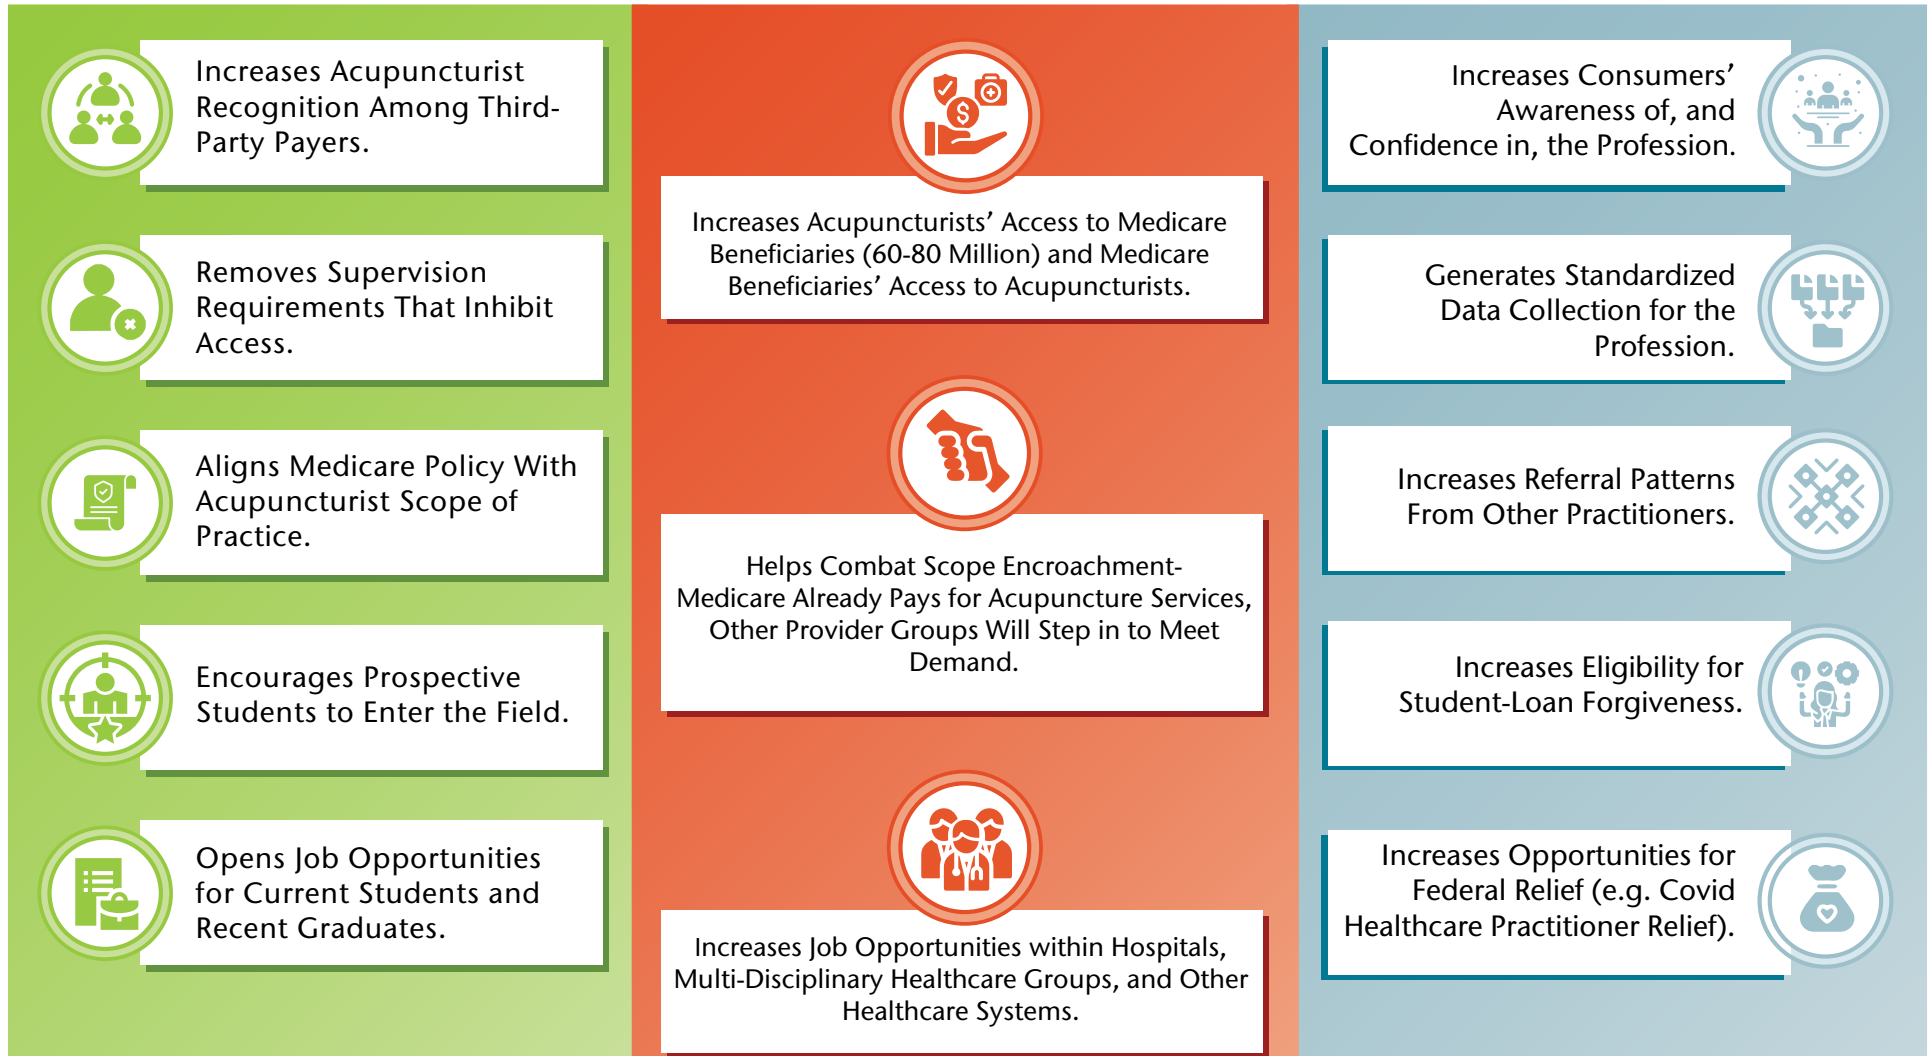 Increases Acupuncturist
Recognition Among Third-
Party Payers.
Removes Supervision
Requirements That Inhibit
Access.
Aligns Medicare Policy With
Acupuncturist Scope of
Practice.
Encourages Prospective
Students to Enter the Field.
Opens Job Opportunities
for Current Students and
Recent Graduates.
Increases Acupuncturists’ Access to Medicare
Beneficiaries (60-80 Million) and Medicare
Beneficiaries’ Access to Acupuncturists.
Helps Combat Scope Encroachment-
Medicare Already Pays for Acupuncture Services,
Other Provider Groups Will Step in to Meet
Demand.
Increases Job Opportunities within Hospitals,
Multi-Disciplinary Healthcare Groups, and Other
Healthcare Systems.
Increases Consumers’
Awareness of, and
Confidence in, the Profession.
Generates Standardized
Data Collection for the
Profession.
Increases Referral Patterns
From Other Practitioners.
Increases Eligibility for
Student-Loan Forgiveness.
Increases Opportunities for
Federal Relief (e.g. Covid
Healthcare Practitioner Relief).